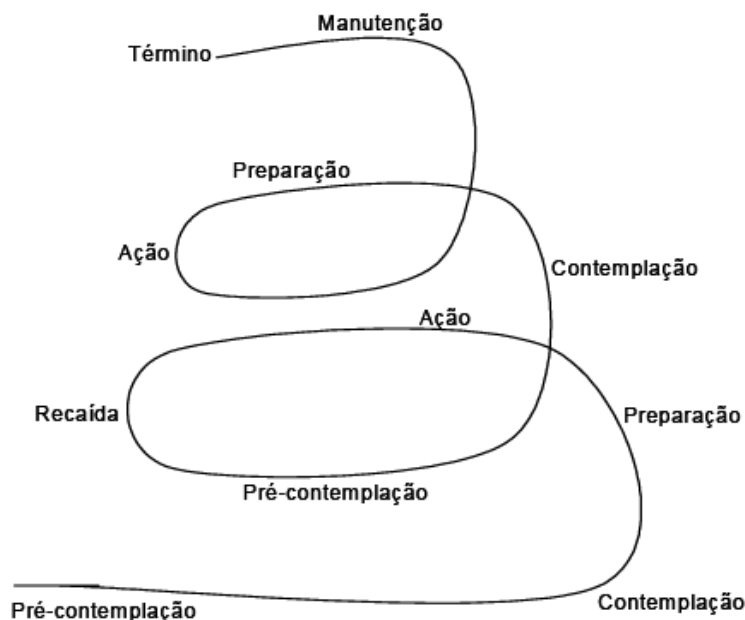 Manutenção
Término
Preparação
Ação
Contemplação
Ação
Recaída
Preparação
Pré-contemplação
Pré-contemplação
Contemplação